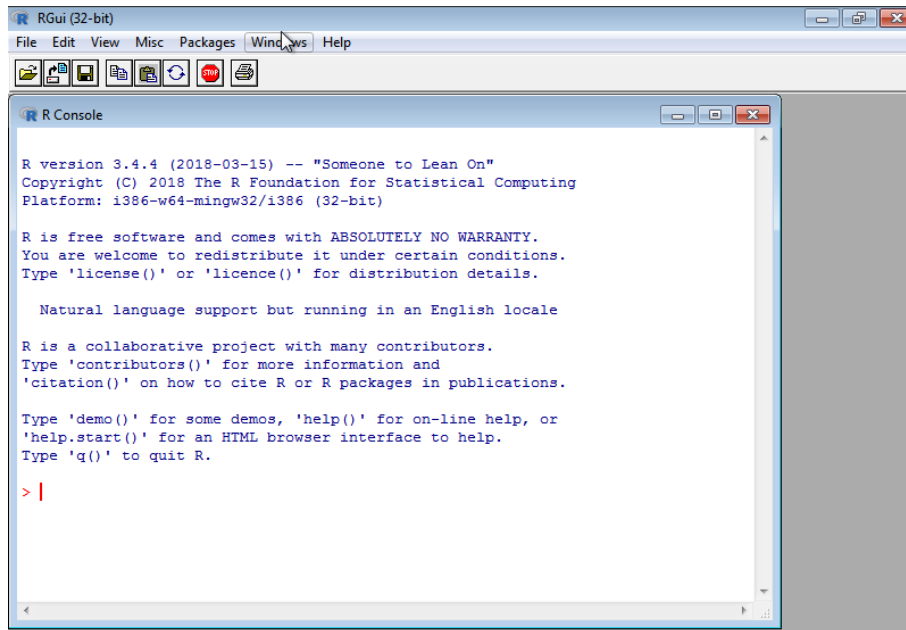 RGui (32-bit)
File Edit View Misc Packages Windows Help
STOP
R Console
R version 3.4.4 (2018-03-15) -- "Someone to Lean On"
Copyright (C) 2018 The R Foundation for Statistical Computing
Platform: i386-w64-mingw32/i386 (32-bit)
R is free software and comes with ABSOLUTELY NO WARRANTY.
You are welcome to redistribute it under certain conditions.
Type 'license()' or 'licence()' for distribution details.
Natural language support but running in an English locale
R is a collaborative project with many contributors.
Type 'contributors()' for more information and
'citation()' on how to cite R or R packages in publications.
Type 'demo()' for some demos, 'help()' for on-line help, or
'help.start()' for an HTML browser interface to help.
Type 'q()' to quit R.
>